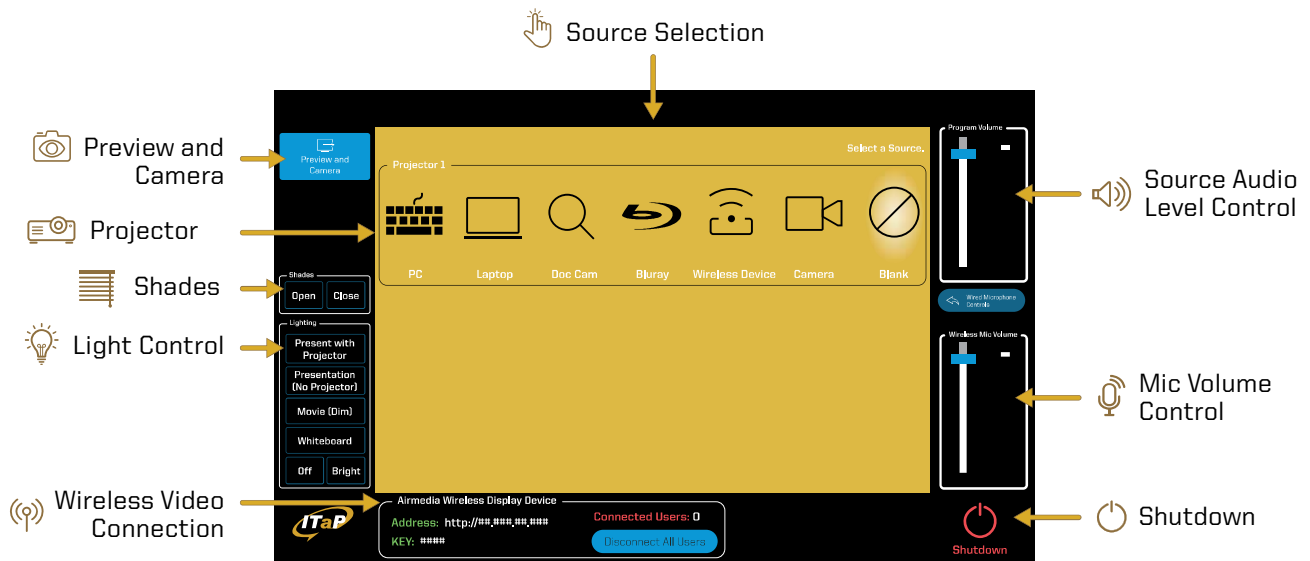 Source Selection
Preview and
Camera
Projector
Shades
Light Control
Wireless Video
Connection
Preview and
Camera
Shades
Open Close
Lighting
Present with
Projector
Presentation
(No Projector)
Movie (Dim)
Whiteboard
Off Bright
ITaP
Select a Source.
Projector 1
PC Laptop Doc Cam Bluray Wireless Device Camera Blank
Airmedia Wireless Display Device
Address: http://##.###.##.###
KEY: ####
Connected Users: 0
Disconnect All Users
Program Volume
Wired Microphone
Controls
Wireless Mic Volume
Shutdown
Source Audio
Level Control
Mic Volume
Control
Shutdown